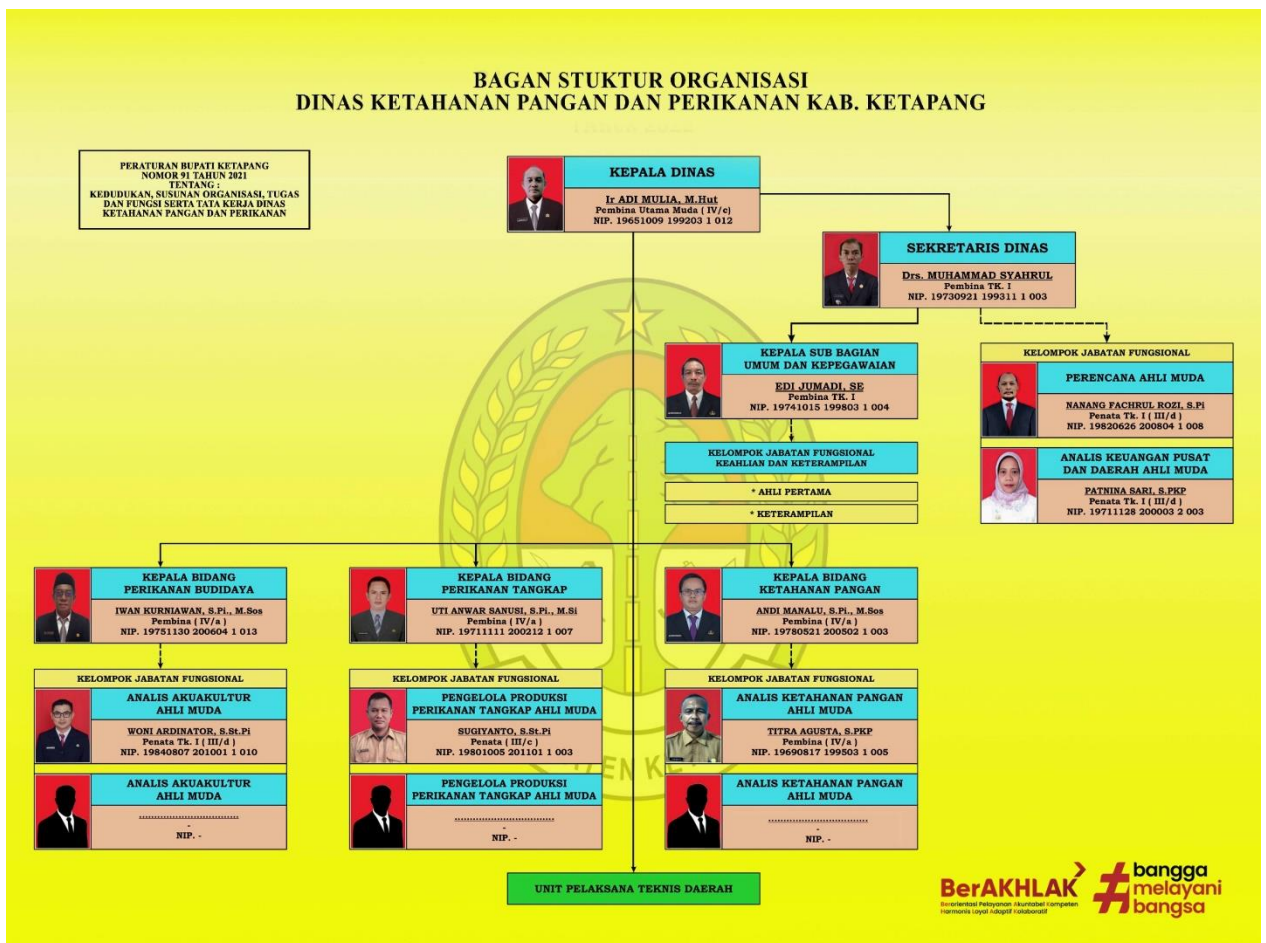 BAGAN STUKTUR ORGANISASI
DINAS KETAHANAN PANGAN DAN PERIKANAN KAB. KETAPANG
PERATURAN BUPATI KETAPANG
NOMOR 91 TAHUN 2021
TENTANG :
KEDUDUKAN, SUSUNAN ORGANISASI, TUGAS
DAN FUNGSI SERTA TATA KERJA DINAS
KETAHANAN PANGAN DAN PERIKANAN
KEPALA DINAS
Ir ADI MULIA, M.Hut
Pembina Utama Muda ( IV/c)
NIP. 19651009 199203 1 012
SEKRETARIS DINAS
Drs. MUHAMMAD SYAHRUL
Pembina TK. I
NIP. 19730921 199311 1 003
KEPALA SUB BAGIAN
UMUM DAN KEPEGAWAIAN
EDI JUMADI, SE
Pembina TK. I
NIP. 19741015 199803 1 004
KELOMPOK JABATAN FUNGSIONAL
KEAHLIAN DAN KETERAMPILAN
* AHLI PERTAMA
* KETERAMPILAN
KELOMPOK JABATAN FUNGSIONAL
PERENCANA AHLI MUDA
NANANG FACHRUL ROZI, S.Pi
Penata Tk. I ( III/d )
NIP. 19820626 200804 1 008
ANALIS KEUANGAN PUSAT
DAN DAERAH AHLI MUDA
PATNINA SARI, S.PKP
Penata Tk. I ( III/d )
NIP. 19711128 200003 2 003
KEPALA BIDANG
PERIKANAN BUDIDAYA
IWAN KURNIAWAN, S.Pi., M.Sos
Pembina ( IV/a )
NIP. 19751130 200604 1 013
KELOMPOK JABATAN FUNGSIONAL
ANALIS AKUAKULTUR
AHLI MUDA
WONI ARDINATOR, S.St.Pi
Penata Tk. I ( III/d )
NIP. 19840807 201001 1 010
ANALIS AKUAKULTUR
AHLI MUDA
..................................
-
NIP. -
KEPALA BIDANG
PERIKANAN TANGKAP
UTI ANWAR SANUSI, S.Pi., M.Si
Pembina ( IV/a )
NIP. 19711111 200212 1 007
KELOMPOK JABATAN FUNGSIONAL
PENGELOLA PRODUKSI
PERIKANAN TANGKAP AHLI MUDA
SUGIYANTO, S.St.Pi
Penata ( III/c )
NIP. 19801005 201101 1 003
PENGELOLA PRODUKSI
PERIKANAN TANGKAP AHLI MUDA
..................................
-
NIP. -
KEPALA BIDANG
KETAHANAN PANGAN
ANDI MANALU, S.Pi., M.Sos
Pembina ( IV/a )
NIP. 19780521 200502 1 003
KELOMPOK JABATAN FUNGSIONAL
ANALIS KETAHANAN PANGAN
AHLI MUDA
TITRA AGUSTA, S.PKP
Pembina ( IV/a )
NIP. 19690817 199503 1 005
ANALIS KETAHANAN PANGAN
AHLI MUDA
..................................
-
NIP. -
UNIT PELAKSANA TEKNIS DAERAH
BerAKHLAK
Berorientasi Pelayanan Akuntabel Kompeten
Harmonis Loyal Adaptif Kolaboratif
# bangga
melayani
bangsa